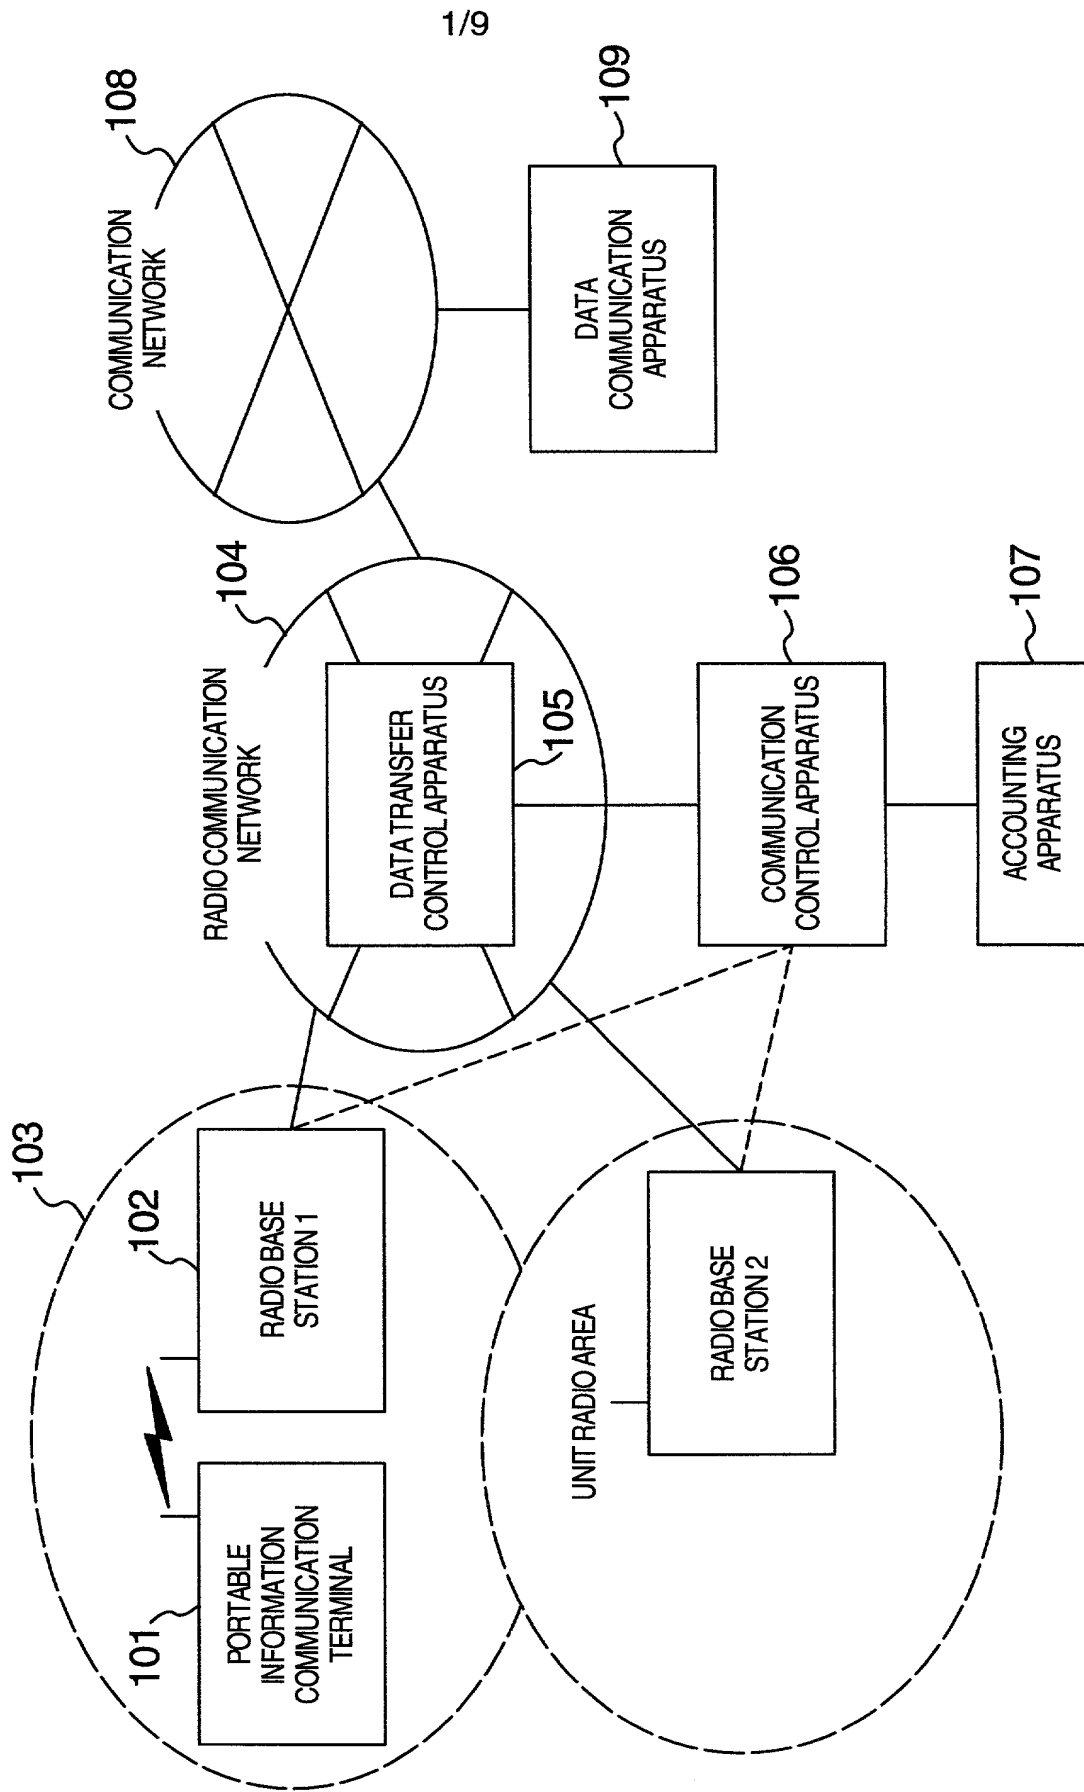 1/9
103
101
PORTABLE
INFORMATION
COMMUNICATION
TERMINAL
102
RADIO BASE
STATION 1
UNIT RADIO AREA
RADIO BASE
STATION 2
RADIO COMMUNICATION
NETWORK
104
DATA TRANSFER
CONTROL APPARATUS
105
COMMUNICATION
CONTROL APPARATUS
106
ACCOUNTING
APPARATUS
107
COMMUNICATION
NETWORK
108
DATA
COMMUNICATION
APPARATUS
109